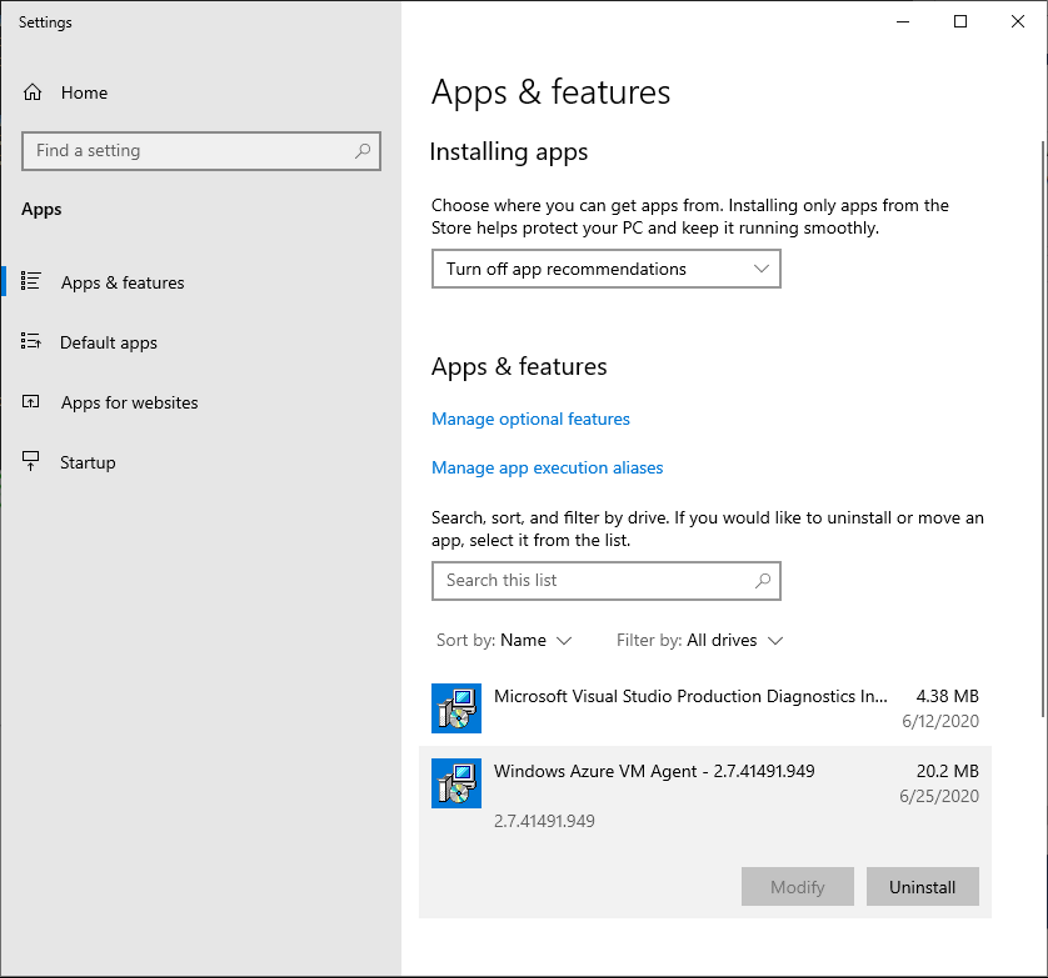 Settings
Home
Find a setting
Apps
Apps & features
Default apps
Apps for websites
Startup
Apps & features
Installing apps
Choose where you can get apps from. Installing only apps from the
Store helps protect your PC and keep it running smoothly.
Turn off app recommendations
Apps & features
Manage optional features
Manage app execution aliases
Search, sort, and filter by drive. If you would like to uninstall or move an
app, select it from the list.
Search this list
Sort by: Name Filter by: All drives
Microsoft Visual Studio Production Diagnostics In... 4.38 MB
6/12/2020
Windows Azure VM Agent - 2.7.41491.949 20.2 MB
6/25/2020
2.7.41491.949
Modify Uninstall